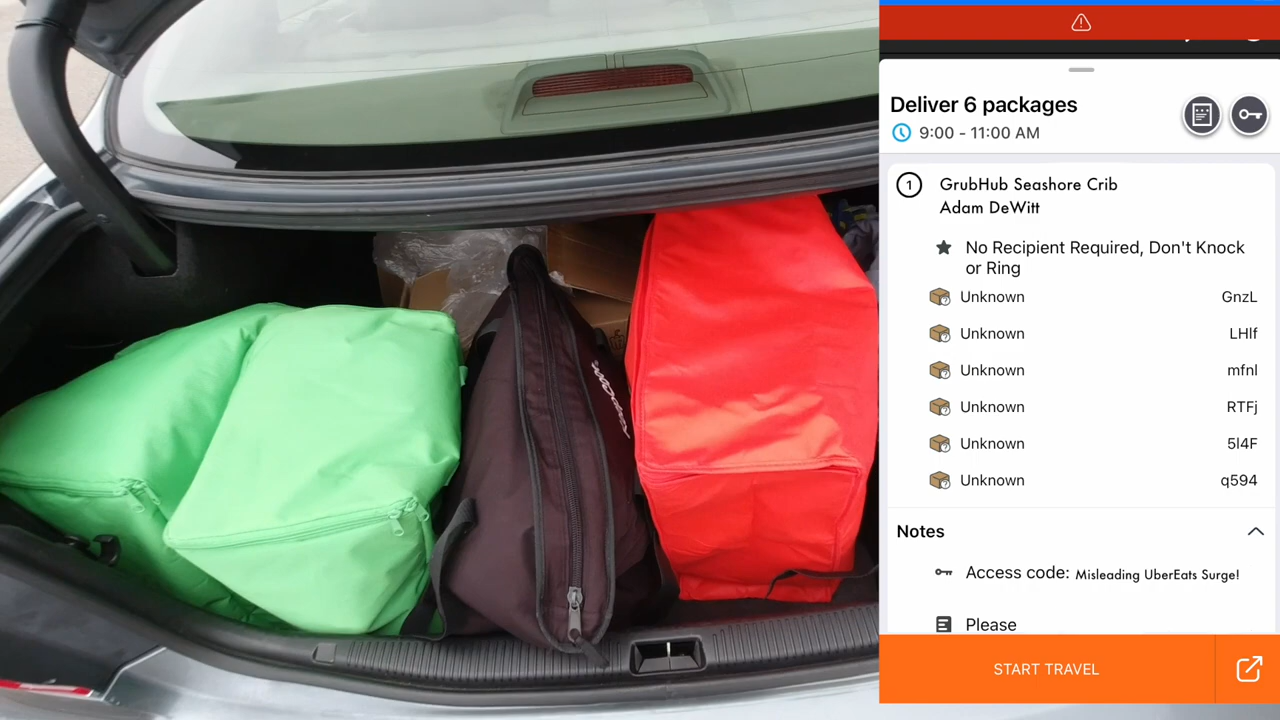 Deliver 6 packages
9:00 - 11:00 AM
1
GrubHub Seashore Crib
Adam DeWitt
No Recipient Required, Don't Knock
or Ring
Unknown GnzL
Unknown LHlf
Unknown mfnl
Unknown RTFj
Unknown 5l4F
Unknown q594
Notes
Access code: Misleading UberEats Surge!
Please
START TRAVEL